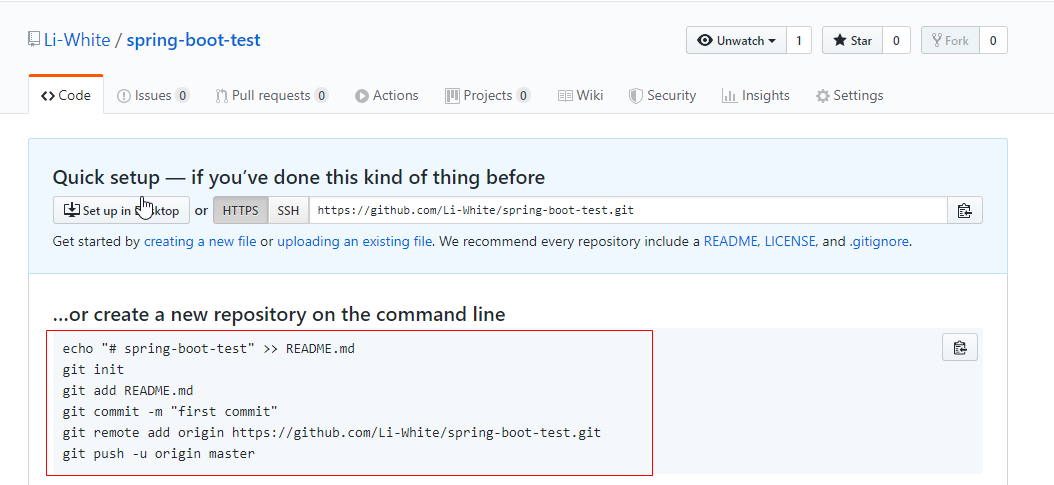 Li-White / spring-boot-test
Unwatch 1 Star 0 Fork 0
Code Issues 0 Pull requests 0 Actions Projects 0 Wiki Security Insights Settings
Quick setup — if you’ve done this kind of thing before
Set up in Desktop or HTTPS SSH https://github.com/Li-White/spring-boot-test.git
Get started by creating a new file or uploading an existing file. We recommend every repository include a README, LICENSE, and .gitignore.
…or create a new repository on the command line
echo "# spring-boot-test" >> README.md
git init
git add README.md
git commit -m "first commit"
git remote add origin https://github.com/Li-White/spring-boot-test.git
git push -u origin master